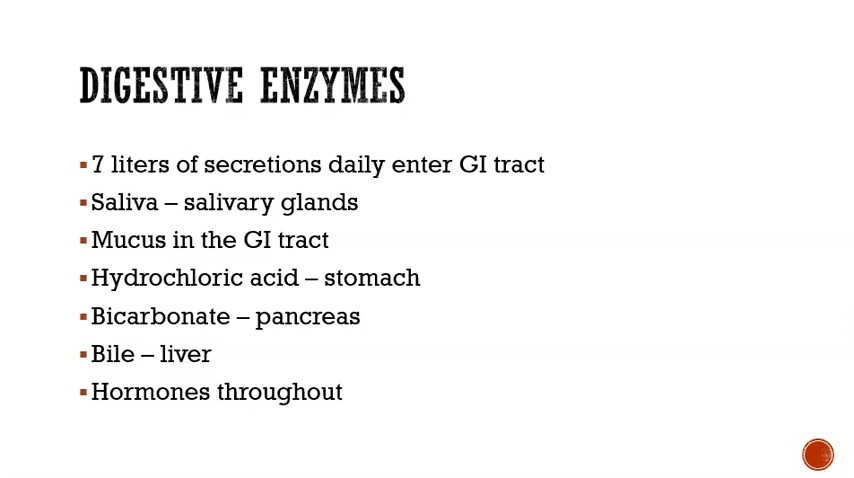 DIGESTIVE ENZYMES
▪ 7 liters of secretions daily enter GI tract
▪ Saliva – salivary glands
▪ Mucus in the GI tract
▪ Hydrochloric acid – stomach
▪ Bicarbonate – pancreas
▪ Bile – liver
▪ Hormones throughout